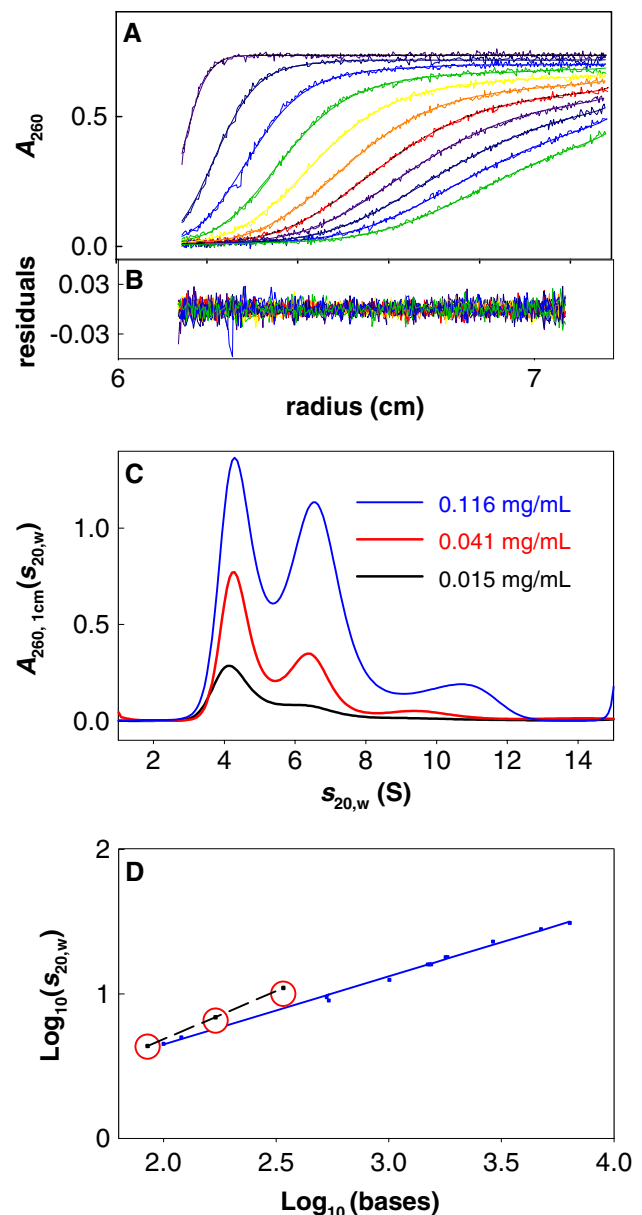 A
A260
0.5
0.0
B
residuals
0.03
-0.03
6
7
radius (cm)
C
A260, 1cm(s20,w)
1.0
0.5
0.0
0.116 mg/mL
0.041 mg/mL
0.015 mg/mL
2 4 6 8 10 12 14
s20,w (S)
D
Log10(s20,w)
2
1
0
2.0 2.5 3.0 3.5 4.0
Log10 (bases)